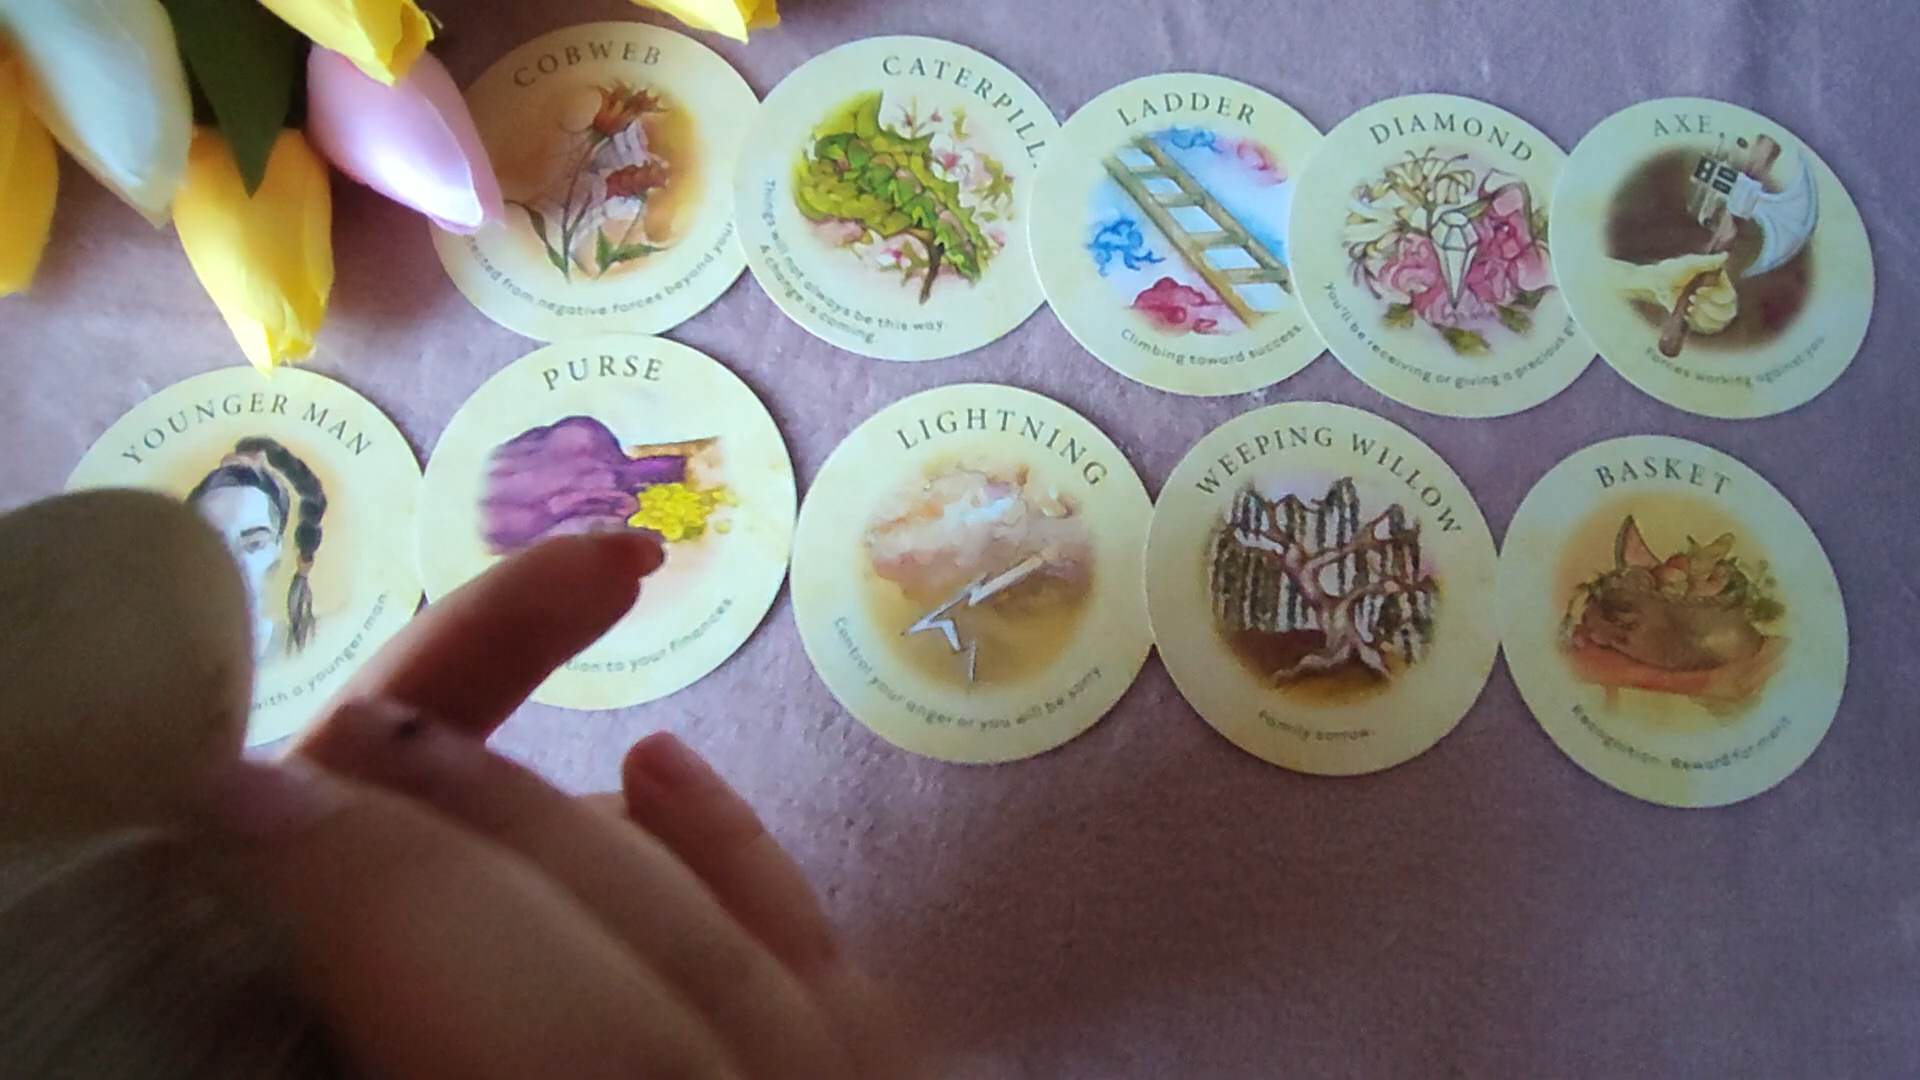 COBWEB
from negative forces beyond your
CATERPILL
Things will not always be this way.
A change is coming.
LADDER
Climbing toward success.
DIAMOND
You'll be receiving or giving a precious
AXE
Forces working against you.
YOUNGER MAN
with a younger man.
PURSE
to your finances.
LIGHTNING
Control your anger or you will be sorry
WEEPING WILLOW
Family sorrow.
BASKET
Recognition. Reward for merit